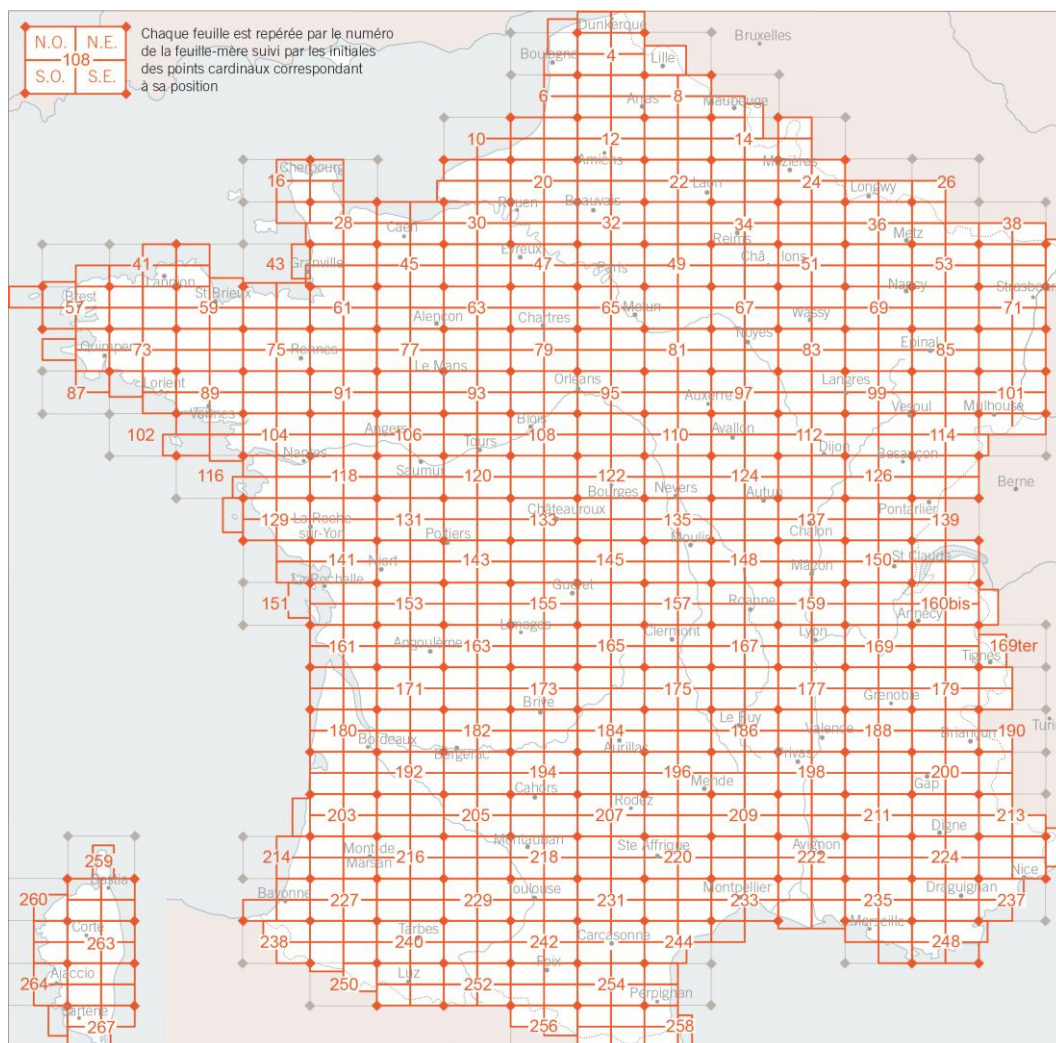 N.O. N.E.
108
S.O. S.E.
Chaque feuille est repérée par le numéro
de la feuille-mère suivi par les initiales
des points cardinaux correspondant
à sa position
Dunkerque
Bruxelles
Boulogne 4 Lille
6 Arras 8 Maubeuge
10 12 14
Amiens Mézières
Cherbourg
16 20 22 Laon 24 Longwy 26
Rouen Beauvais
28 Caen 30 32 34 36 38
Reims Metz
Evreux Paris Châlons
41 43 Granville 45 47 49 51 53
Lannion Nancy Strasbourg
Brest St Brieux Melun Wassy
57 59 61 63 65 67 69 71
Alençon Chartres
Quimper Rennes Troyes Epinal
73 75 77 79 81 83 85
Le Mans
Lorient Orléans Langres
87 89 91 93 95 97 99 101
Vannes Auxerre Vesoul Mulhouse
Angers Blois Avallon
102 104 106 108 110 112 114
Nantes Saumur Tours Dijon Besançon
116 118 120 122 124 126
Bourges Nevers Autun Berne
Châteauroux Pontarlier
129 131 133 135 137 139
La Roche
sur-Yon Poitiers Moulin Chalon
141 Niort 143 145 148 150 St Claude
La Rochelle Guéret Mâcon
151 153 155 157 Roanne 159 160bis
Annecy
Limoges Clermont Lyon
161 Angoulême 163 165 167 169 169ter
Tignes
171 173 175 177 179
Brive Grenoble
Le Puy Valence Briançon Turin
180 182 184 186 188 190
Bordeaux Bergerac Aurillac Privas
192 194 196 198 200
Cahors Mende Gap
203 205 207 209 211 213
Rodez Digne
Montauban
214 Mont de
Marsan 216 218 Ste Affrique 220 Avignon 222 224
Nice
259
Bastia Bayonne Toulouse Montpellier Draguignan
260 227 229 231 233 235 237
Corte Tarbes Carcasonne Marseille
263 238 240 242 244 248
Ajaccio Luz Foix
264 250 252 254
Sartène Perpignan
267 256 258